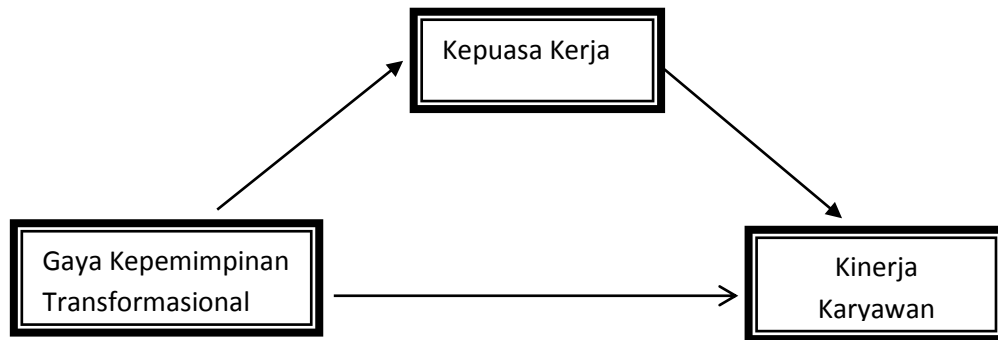 Kepuasa Kerja
Gaya Kepemimpinan
Transformasional
Kinerja
Karyawan